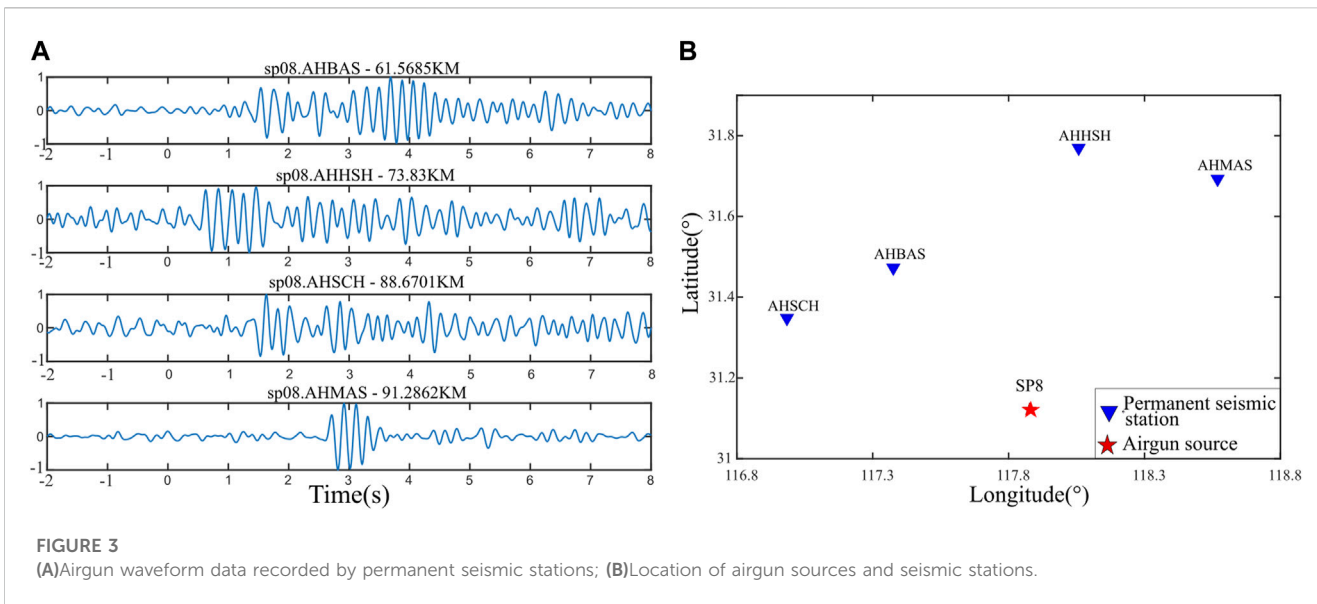 A
sp08.AHBAS - 61.5685KM
1
0
-1
-2 -1 0 1 2 3 4 5 6 7 8
sp08.AHHSH - 73.83KM
1
0
-1
-2 -1 0 1 2 3 4 5 6 7 8
sp08.AHSCH - 88.6701KM
1
0
-1
-2 -1 0 1 2 3 4 5 6 7 8
sp08.AHMAS - 91.2862KM
1
0
-1
-2 -1 0 1 2 3 4 5 6 7 8
Time(s)
B
Latitude(°)
31.8
31.6
31.4
31.2
31
AHHSH
AHMAS
AHBAS
AHSCH
SP8
Permanent seismic
station
Airgun source
116.8 117.3 117.8 118.3 118.8
Longitude(°)
FIGURE 3
(A)Airgun waveform data recorded by permanent seismic stations; (B)Location of airgun sources and seismic stations.